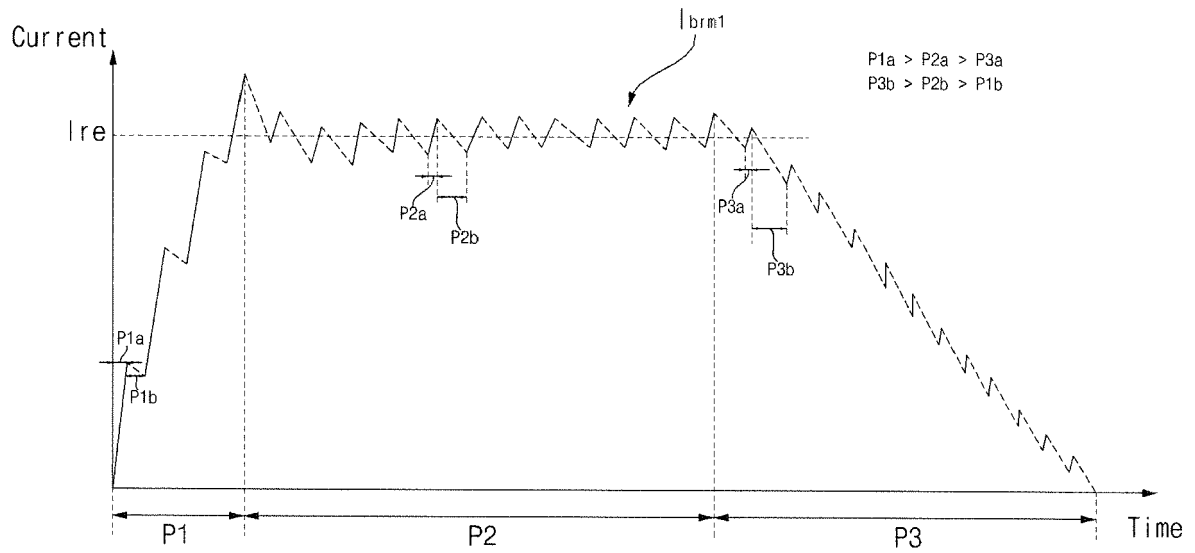 Ibrm1
Current
P1a > P2a > P3a
P3b > P2b > P1b
Ire
P2a
P2b
P3a
P3b
P1a
P1b
P1
P2
P3
Time